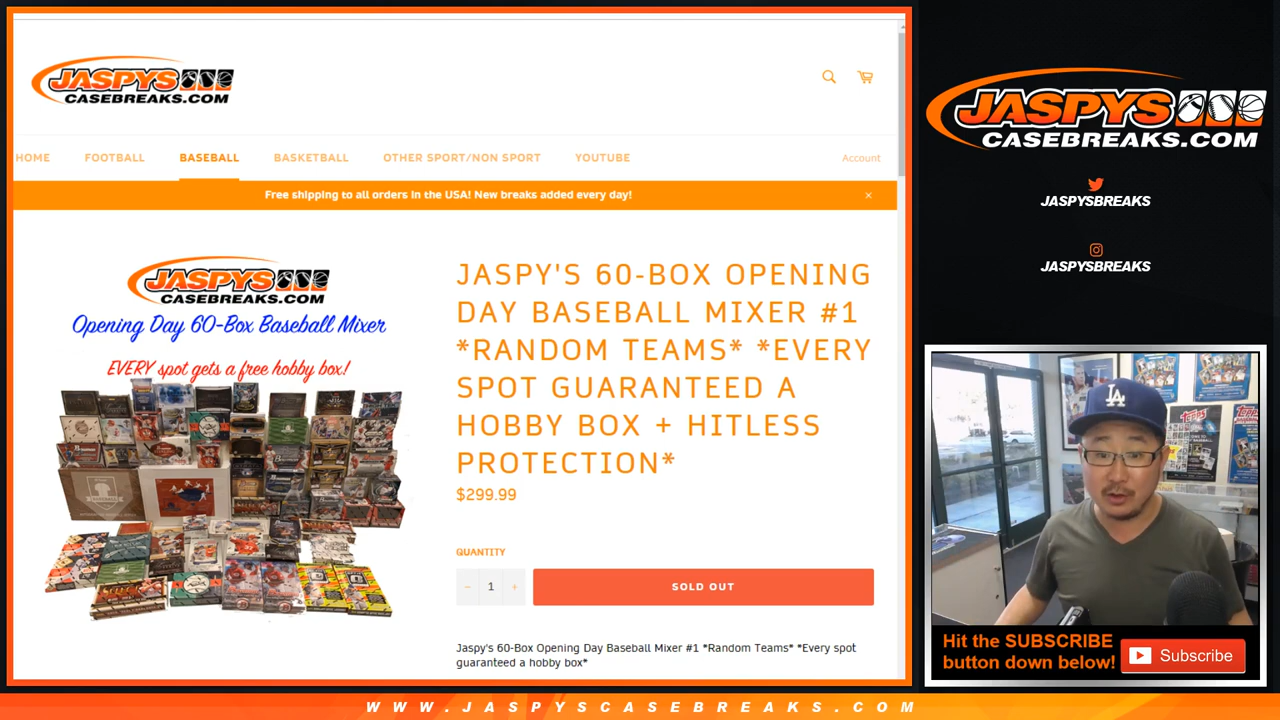 JASPYS
CASEBREAKS.COM
HOME
FOOTBALL
BASEBALL
BASKETBALL
OTHER SPORT/NON SPORT
YOUTUBE
Account
Free shipping to all orders in the USA! New breaks added every day!
×
JASPYS
CASEBREAKS.COM
Opening Day 60-Box Baseball Mixer
EVERY spot gets a free hobby box!
JASPY'S 60-BOX OPENING
DAY BASEBALL MIXER #1
*RANDOM TEAMS* *EVERY
SPOT GUARANTEED A
HOBBY BOX + HITLESS
PROTECTION*
$299.99
QUANTITY
− 1 +
SOLD OUT
Jaspy's 60-Box Opening Day Baseball Mixer #1 *Random Teams* *Every spot
guaranteed a hobby box*
JASPYS
CASEBREAKS.COM
JASPYSBREAKS
JASPYSBREAKS
LA
topps
Hit the SUBSCRIBE
button down below!
Subscribe
WWW.JASPYSCASEBREAKS.COM